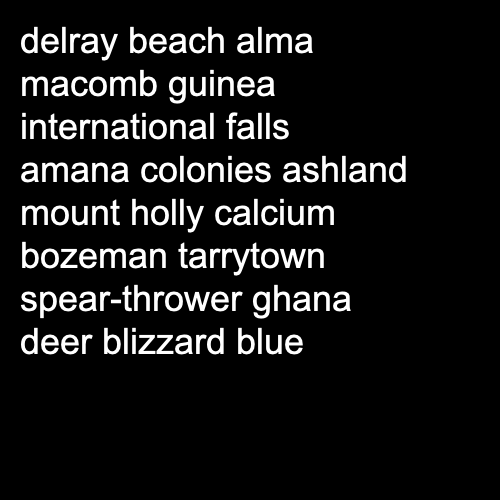 delray beach alma
macomb guinea
international falls
amana colonies ashland
mount holly calcium
bozeman tarrytown
spear-thrower ghana
deer blizzard blue